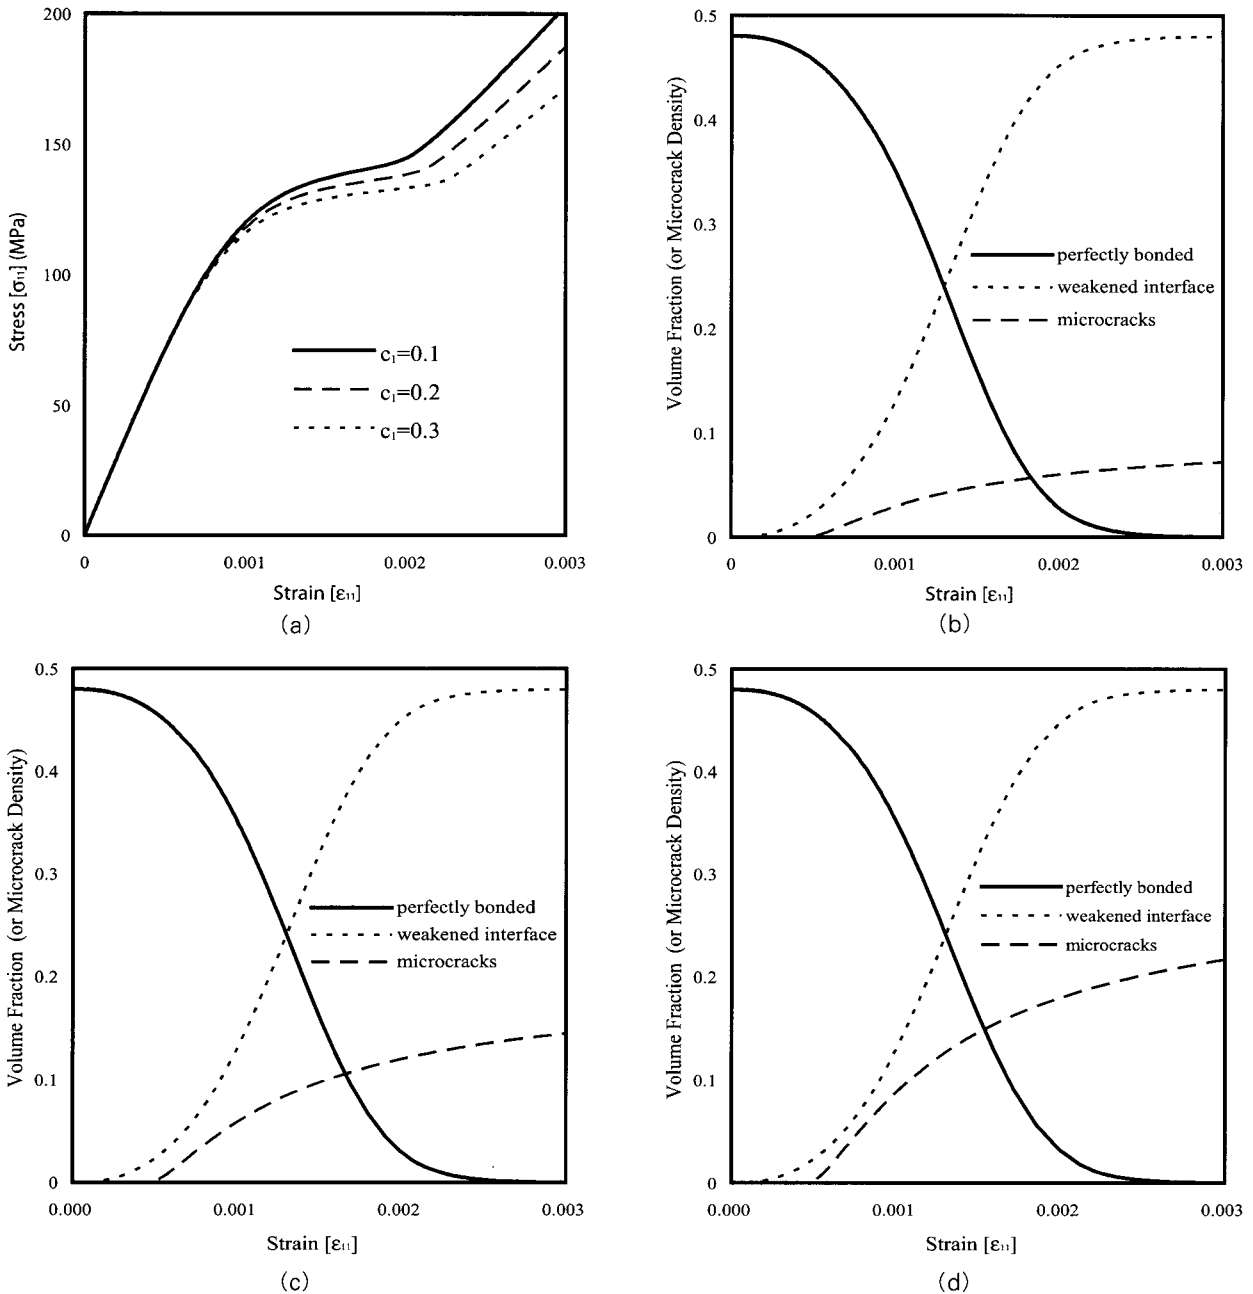 200
150
100
50
0
0
0.001
0.002
0.003
Stress [σ₁₁] (MPa)
Strain [ε₁₁]
c₁=0.1
c₁=0.2
c₁=0.3
(a)
0.5
0.4
0.3
0.2
0.1
0
0
0.001
0.002
0.003
Volume Fraction (or Microcrack Density)
Strain [ε₁₁]
perfectly bonded
weakened interface
microcracks
(b)
0.5
0.4
0.3
0.2
0.1
0
0.000
0.001
0.002
0.003
Volume Fraction (or Microcrack Density)
Strain [ε₁₁]
perfectly bonded
weakened interface
microcracks
(c)
0.5
0.4
0.3
0.2
0.1
0
0.000
0.001
0.002
0.003
Volume Fraction (or Microcrack Density)
Strain [ε₁₁]
perfectly bonded
weakened interface
microcracks
(d)